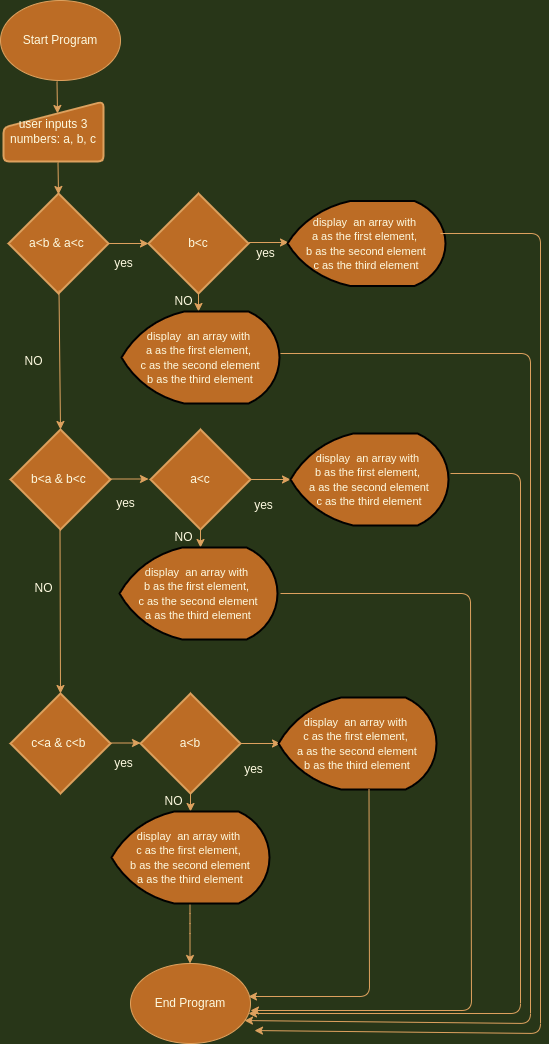 Start Program
user inputs 3
numbers: a, b, c
a<b & a<c
yes
b<c
yes
display an array with
a as the first element,
b as the second element
c as the third element
NO
display an array with
a as the first element,
c as the second element
b as the third element
NO
b<a & b<c
yes
a<c
yes
display an array with
b as the first element,
a as the second element
c as the third element
NO
display an array with
b as the first element,
c as the second element
a as the third element
NO
c<a & c<b
yes
a<b
yes
display an array with
c as the first element,
a as the second element
b as the third element
NO
display an array with
c as the first element,
b as the second element
a as the third element
End Program